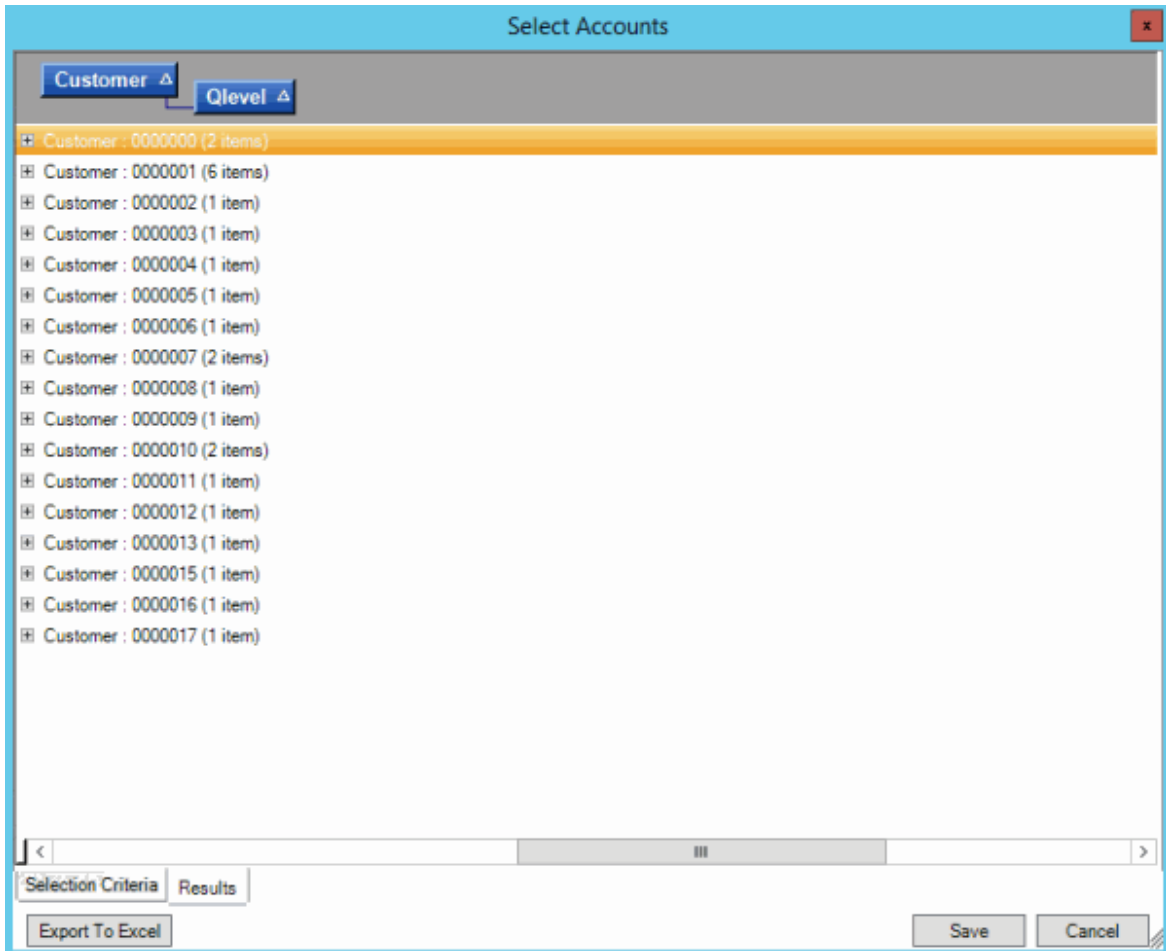 Select Accounts
x
Customer
Qlevel
Customer : 0000000 (2 items)
Customer : 0000001 (6 items)
Customer : 0000002 (1 item)
Customer : 0000003 (1 item)
Customer : 0000004 (1 item)
Customer : 0000005 (1 item)
Customer : 0000006 (1 item)
Customer : 0000007 (2 items)
Customer : 0000008 (1 item)
Customer : 0000009 (1 item)
Customer : 0000010 (2 items)
Customer : 0000011 (1 item)
Customer : 0000012 (1 item)
Customer : 0000013 (1 item)
Customer : 0000015 (1 item)
Customer : 0000016 (1 item)
Customer : 0000017 (1 item)
Selection Criteria Results
Export To Excel Save Cancel